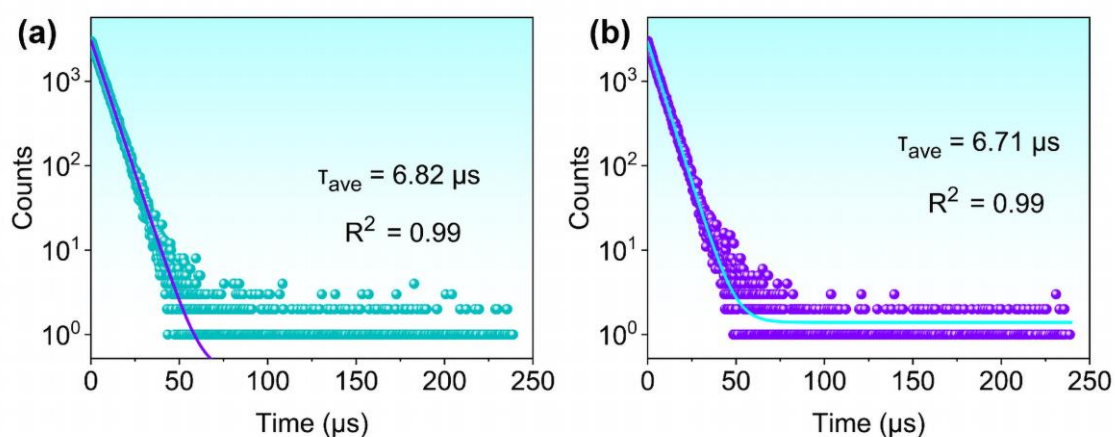 (a)
Counts
10³
10²
10¹
10⁰
τave = 6.82 μs
R² = 0.99
0 50 100 150 200 250
Time (μs)
(b)
Counts
10³
10²
10¹
10⁰
τave = 6.71 μs
R² = 0.99
0 50 100 150 200 250
Time (μs)